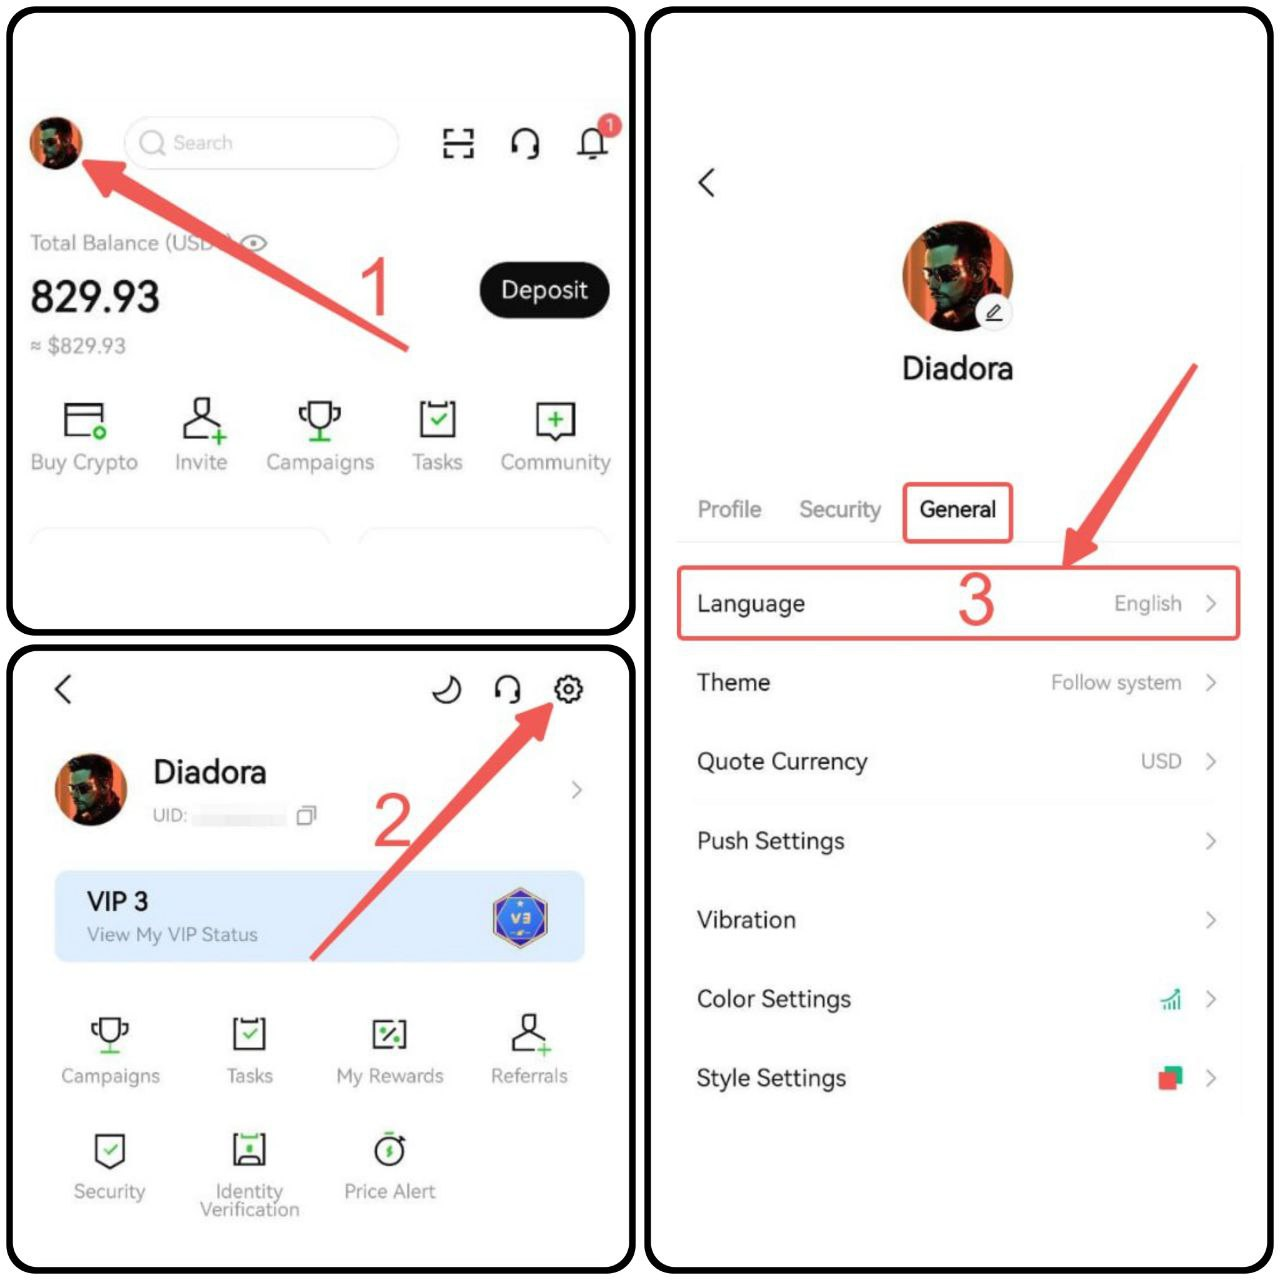 Search
1
Total Balance (USD
829.93
≈ $829.93
1
Deposit
Buy Crypto
Invite
Campaigns
Tasks
Community
Diadora
UID:
2
VIP 3
View My VIP Status
V3
Campaigns
Tasks
My Rewards
Referrals
Security
Identity
Verification
Price Alert
Diadora
Profile
Security
General
Language
3
English
Theme
Follow system
Quote Currency
USD
Push Settings
Vibration
Color Settings
Style Settings